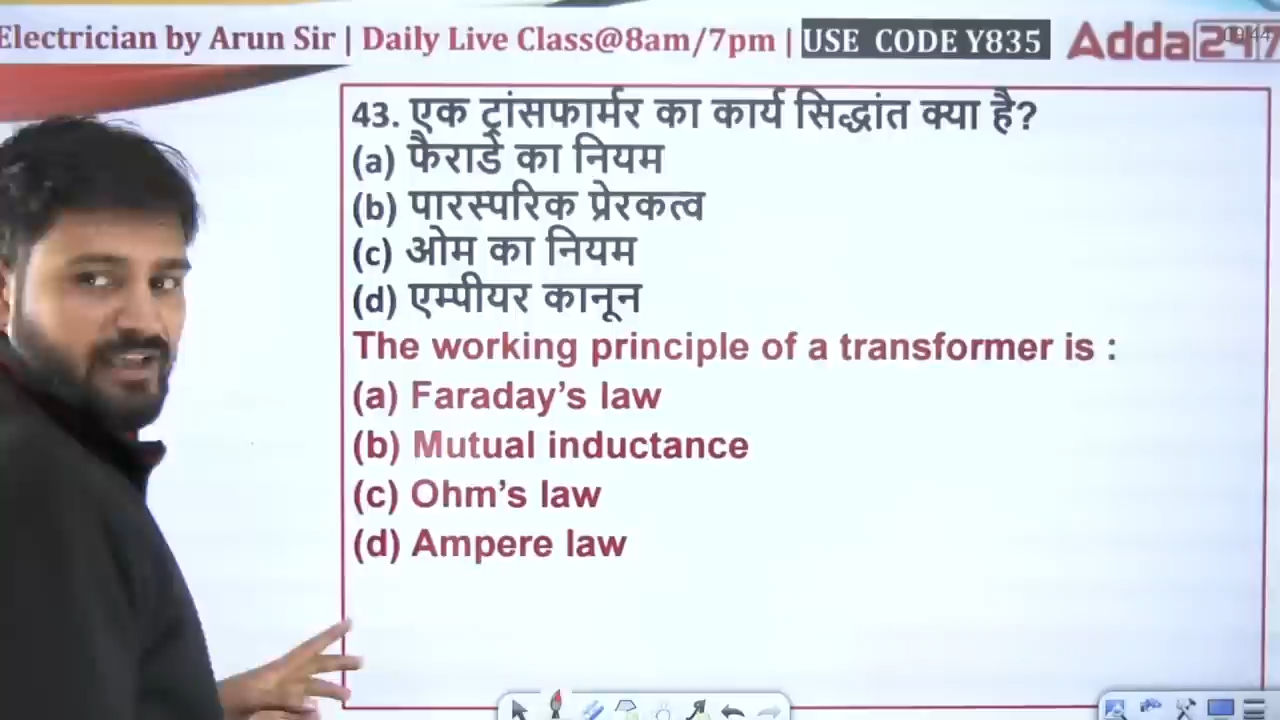 Electrician by Arun Sir | Daily Live Class@8am/7pm | USE CODE Y835 Adda247
43. एक ट्रांसफार्मर का कार्य सिद्धांत क्या है?
(a) फैराडे का नियम
(b) पारस्परिक प्रेरकत्व
(c) ओम का नियम
(d) एम्पीयर कानून
The working principle of a transformer is :
(a) Faraday’s law
(b) Mutual inductance
(c) Ohm’s law
(d) Ampere law